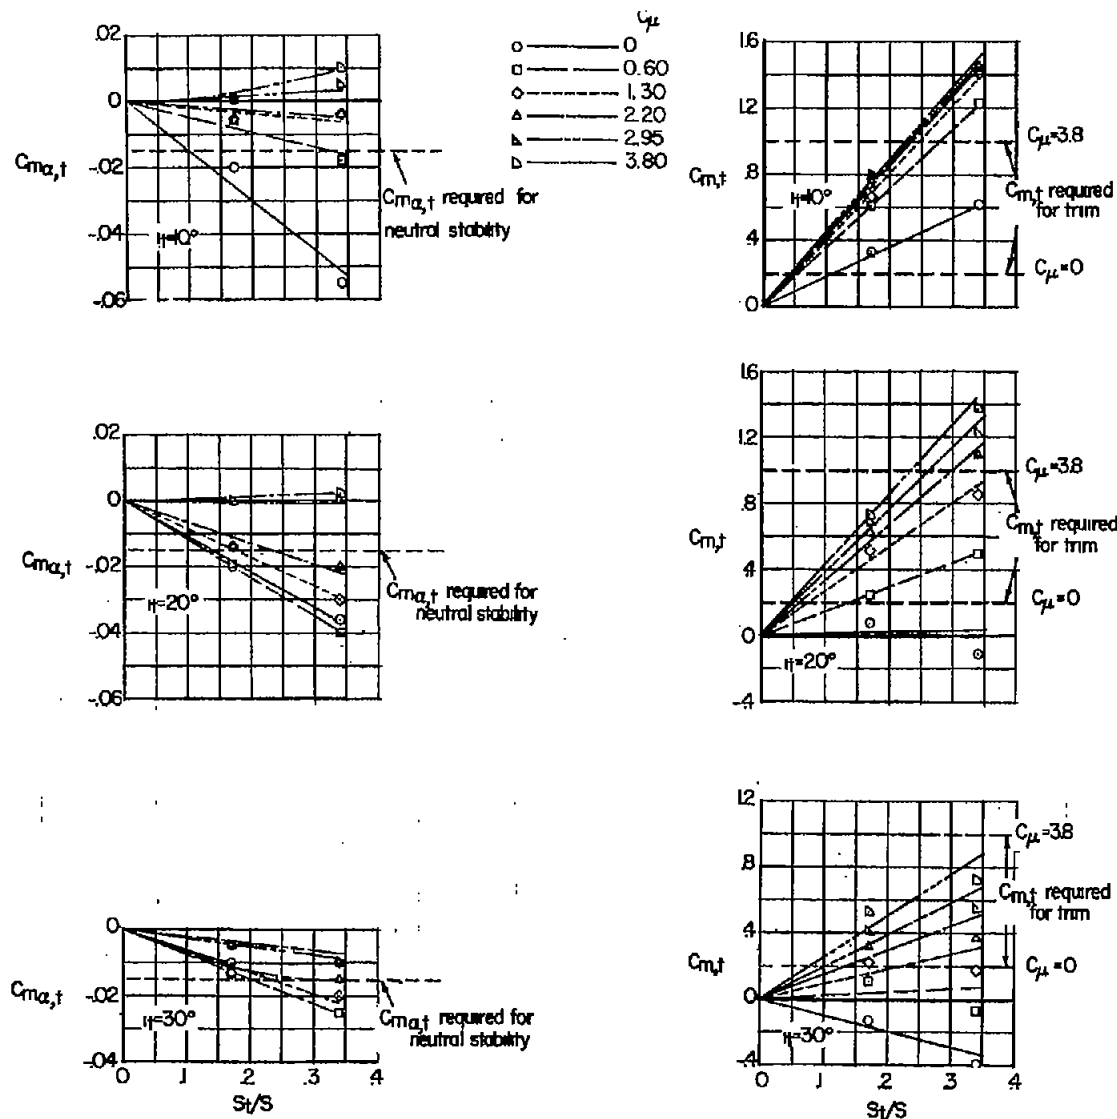 Cμ
0
0.60
1.30
2.20
2.95
3.80
.02
0
-.02
-.04
-.06
Cmα,t
it=10°
Cmα,t required for
neutral stability
1.6
1.2
.8
.4
0
Cm,t
it=10°
Cμ=3.8
Cm,t required
for trim
Cμ=0
.02
0
-.02
-.04
-.06
Cmα,t
it=20°
Cmα,t required for
neutral stability
1.6
1.2
.8
.4
0
-.4
Cm,t
it=20°
Cμ=3.8
Cm,t required
for trim
Cμ=0
0
-.02
-.04
Cmα,t
it=30°
Cmα,t required for
neutral stability
0 .1 .2 .3 .4
St/S
1.2
.8
.4
0
-.4
Cm,t
it=30°
Cμ=3.8
Cm,t required
for trim
Cμ=0
0 .1 .2 .3 .4
St/S